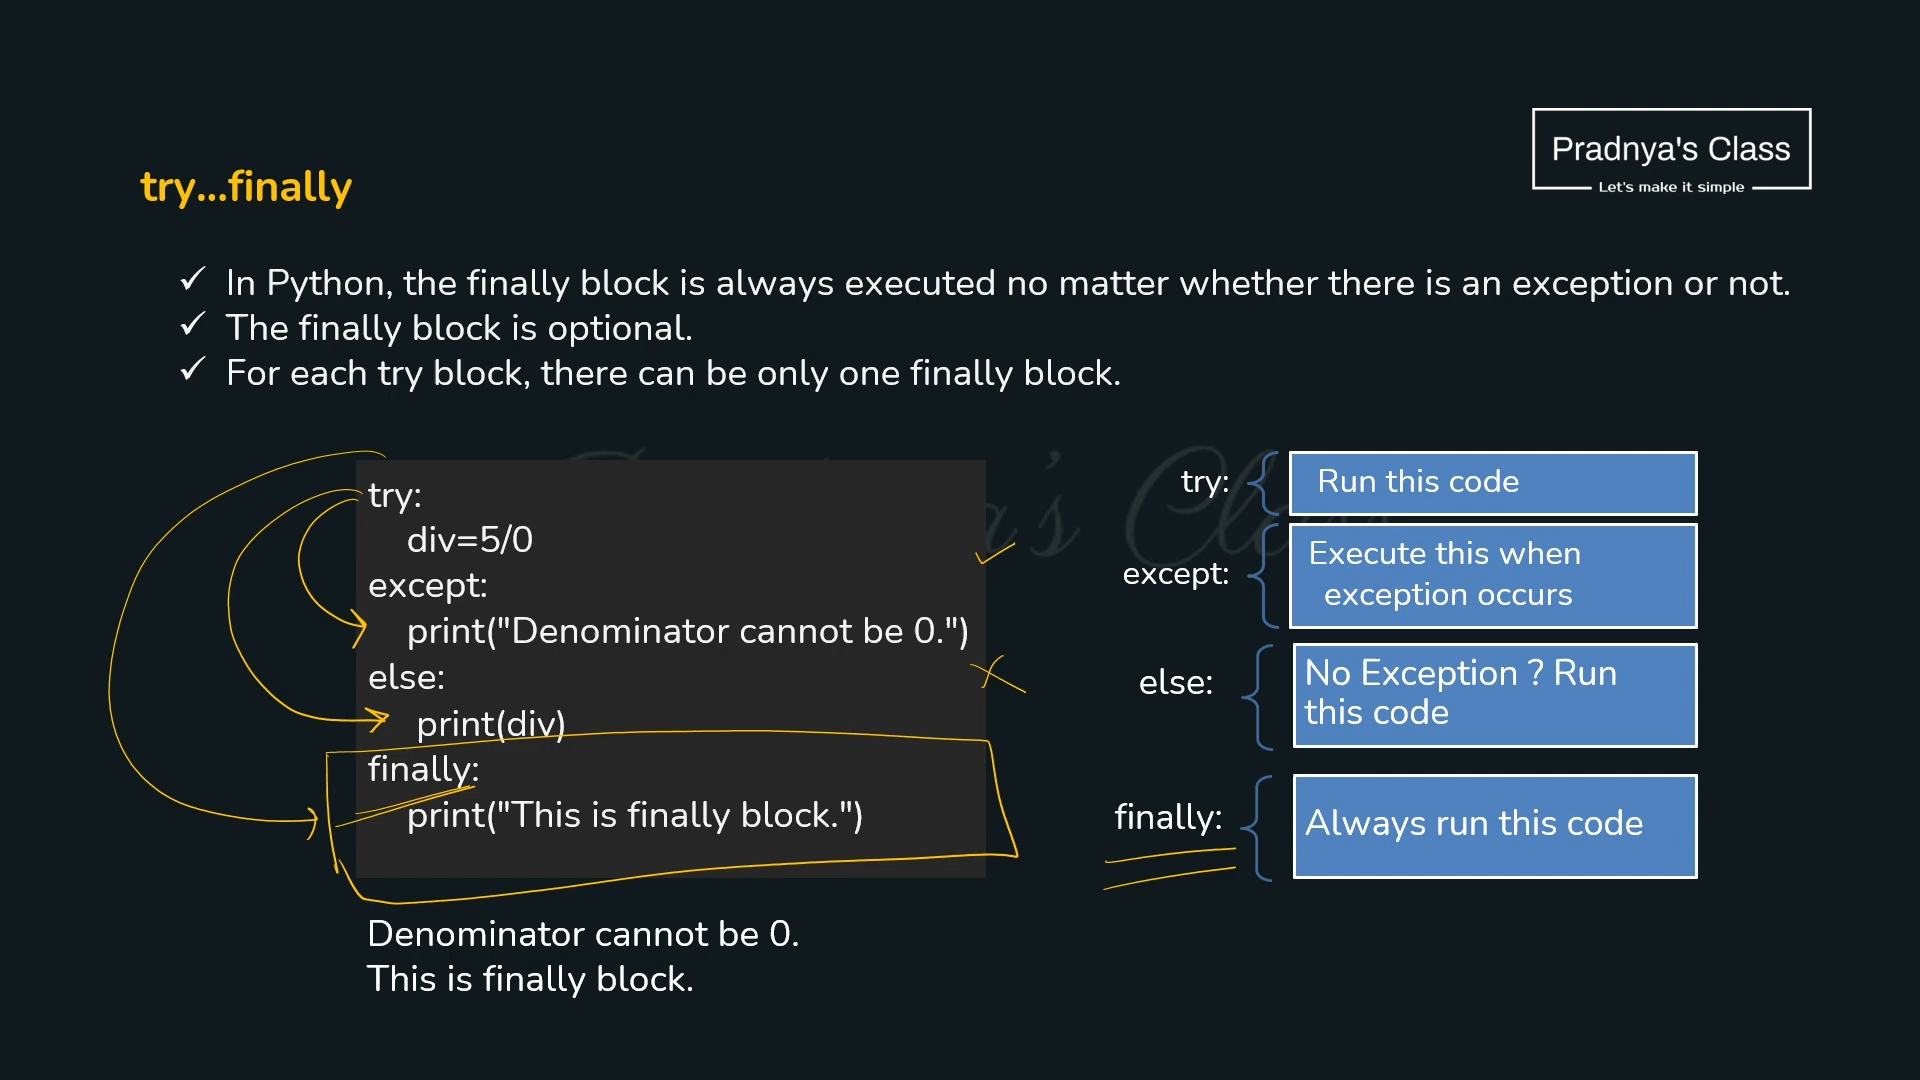 Pradnya's Class
Let's make it simple
try...finally
✓ In Python, the finally block is always executed no matter whether there is an exception or not.
✓ The finally block is optional.
✓ For each try block, there can be only one finally block.
try:
    div=5/0
except:
    print("Denominator cannot be 0.")
else:
    print(div)
finally:
    print("This is finally block.")
Denominator cannot be 0.
This is finally block.
try:
Run this code
except:
Execute this when
exception occurs
else:
No Exception ? Run
this code
finally:
Always run this code